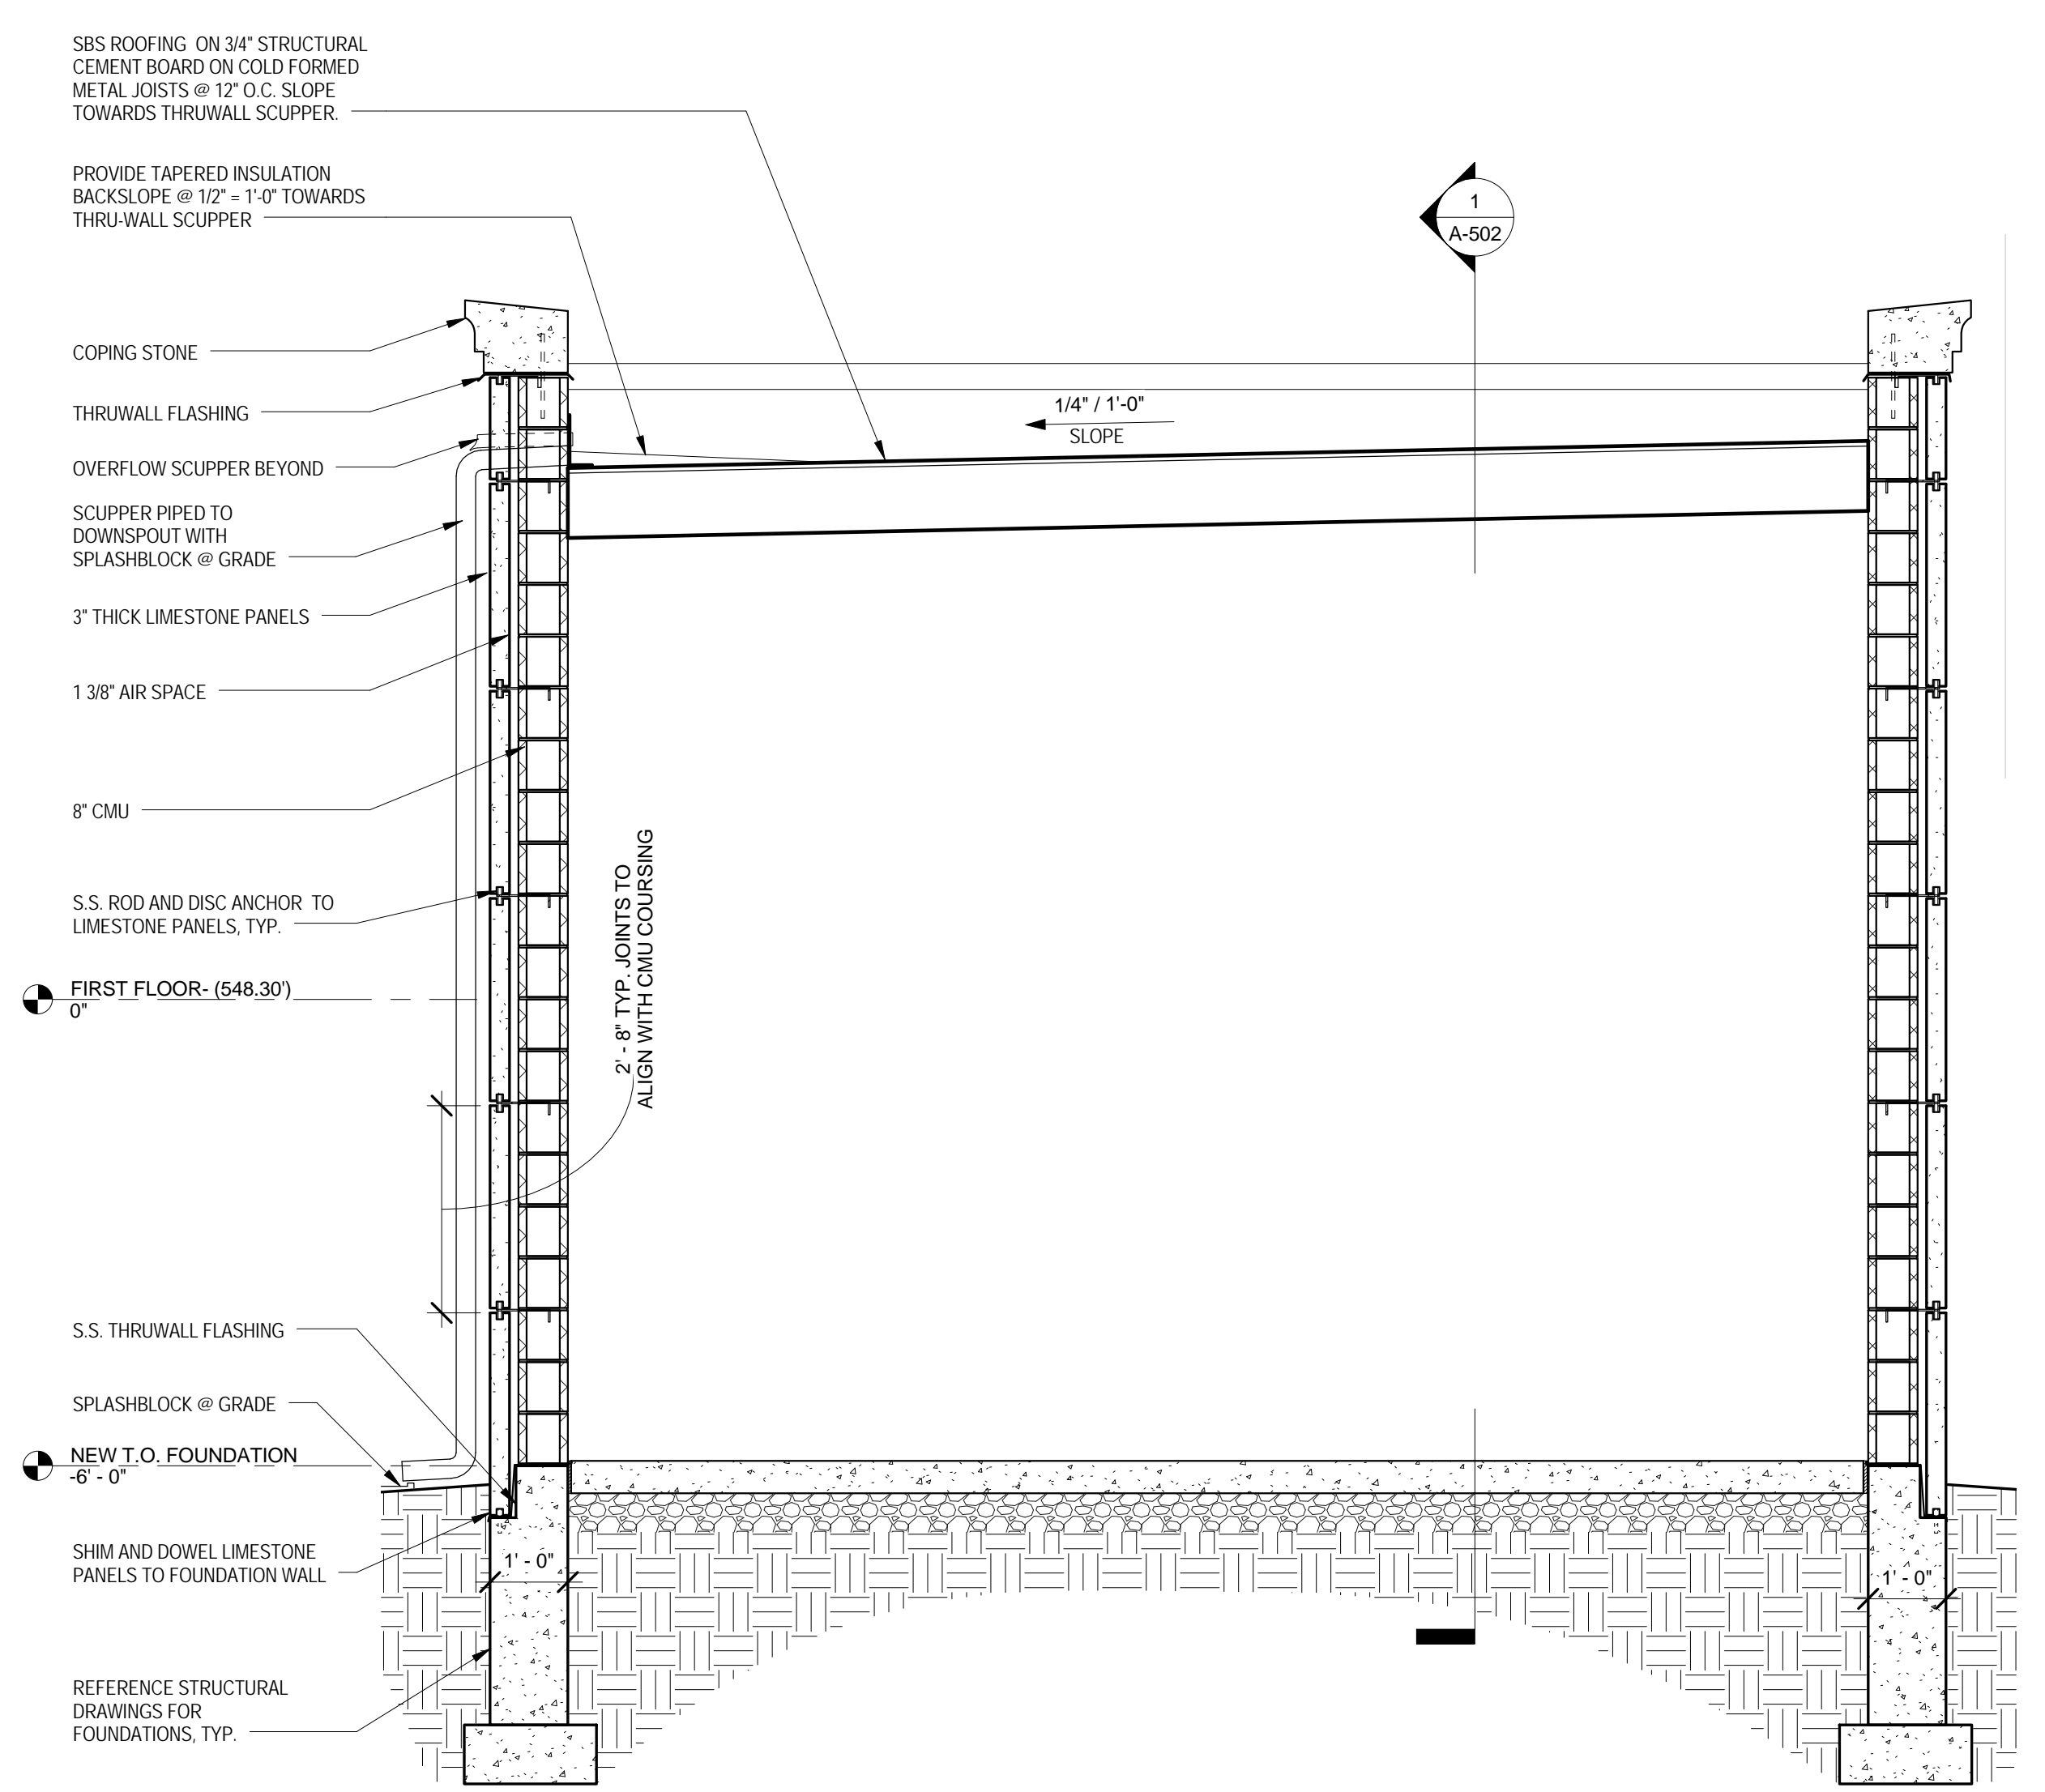 SBS ROOFING ON 3/4" STRUCTURAL
CEMENT BOARD ON COLD FORMED
METAL JOISTS @ 12" O.C. SLOPE
TOWARDS THRUWALL SCUPPER.
PROVIDE TAPERED INSULATION
BACKSLOPE @ 1/2" = 1'-0" TOWARDS
THRU-WALL SCUPPER
1
A-502
COPING STONE
THRUWALL FLASHING
1/4" / 1'-0"
SLOPE
OVERFLOW SCUPPER BEYOND
SCUPPER PIPED TO
DOWNSPOUT WITH
SPLASHBLOCK @ GRADE
3" THICK LIMESTONE PANELS
1 3/8" AIR SPACE
8" CMU
S.S. ROD AND DISC ANCHOR TO
LIMESTONE PANELS, TYP.
2' - 8" TYP. JOINTS TO
ALIGN WITH CMU COURSING
FIRST FLOOR- (548.30')
0"
S.S. THRUWALL FLASHING
SPLASHBLOCK @ GRADE
NEW T.O. FOUNDATION
-6' - 0"
SHIM AND DOWEL LIMESTONE
PANELS TO FOUNDATION WALL
1' - 0"
1' - 0"
REFERENCE STRUCTURAL
DRAWINGS FOR
FOUNDATIONS, TYP.